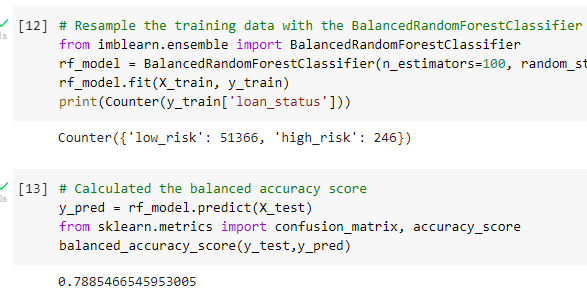 [12] # Resample the training data with the BalancedRandomForestClassifier
from imblearn.ensemble import BalancedRandomForestClassifier
rf_model = BalancedRandomForestClassifier(n_estimators=100, random_st
rf_model.fit(X_train, y_train)
print(Counter(y_train['loan_status']))
Counter({'low_risk': 51366, 'high_risk': 246})
[13] # Calculated the balanced accuracy score
y_pred = rf_model.predict(X_test)
from sklearn.metrics import confusion_matrix, accuracy_score
balanced_accuracy_score(y_test,y_pred)
0.7885466545953005